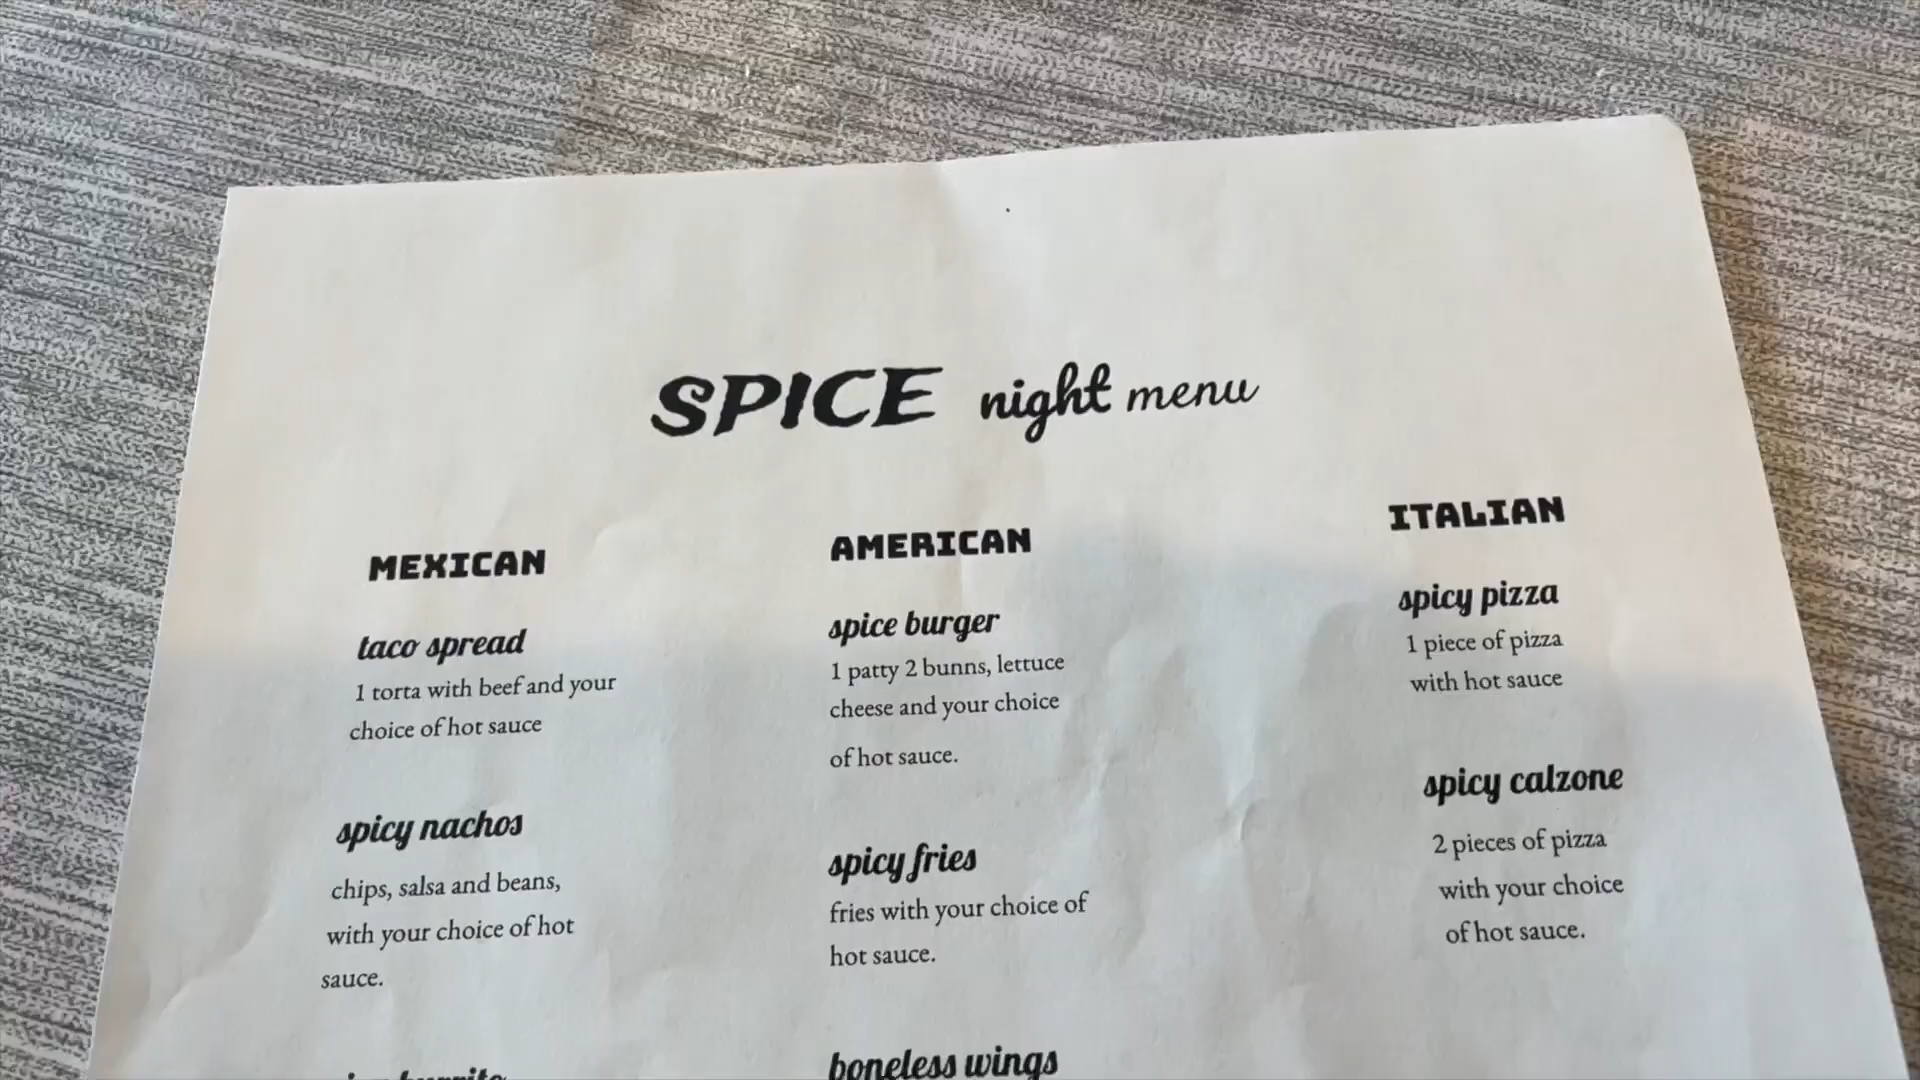 SPICE night menu
MEXICAN
taco spread
1 torta with beef and your
choice of hot sauce
spicy nachos
chips, salsa and beans,
with your choice of hot
sauce.
burrito
AMERICAN
spice burger
1 patty 2 bunns, lettuce
cheese and your choice
of hot sauce.
spicy fries
fries with your choice of
hot sauce.
boneless wings
ITALIAN
spicy pizza
1 piece of pizza
with hot sauce
spicy calzone
2 pieces of pizza
with your choice
of hot sauce.